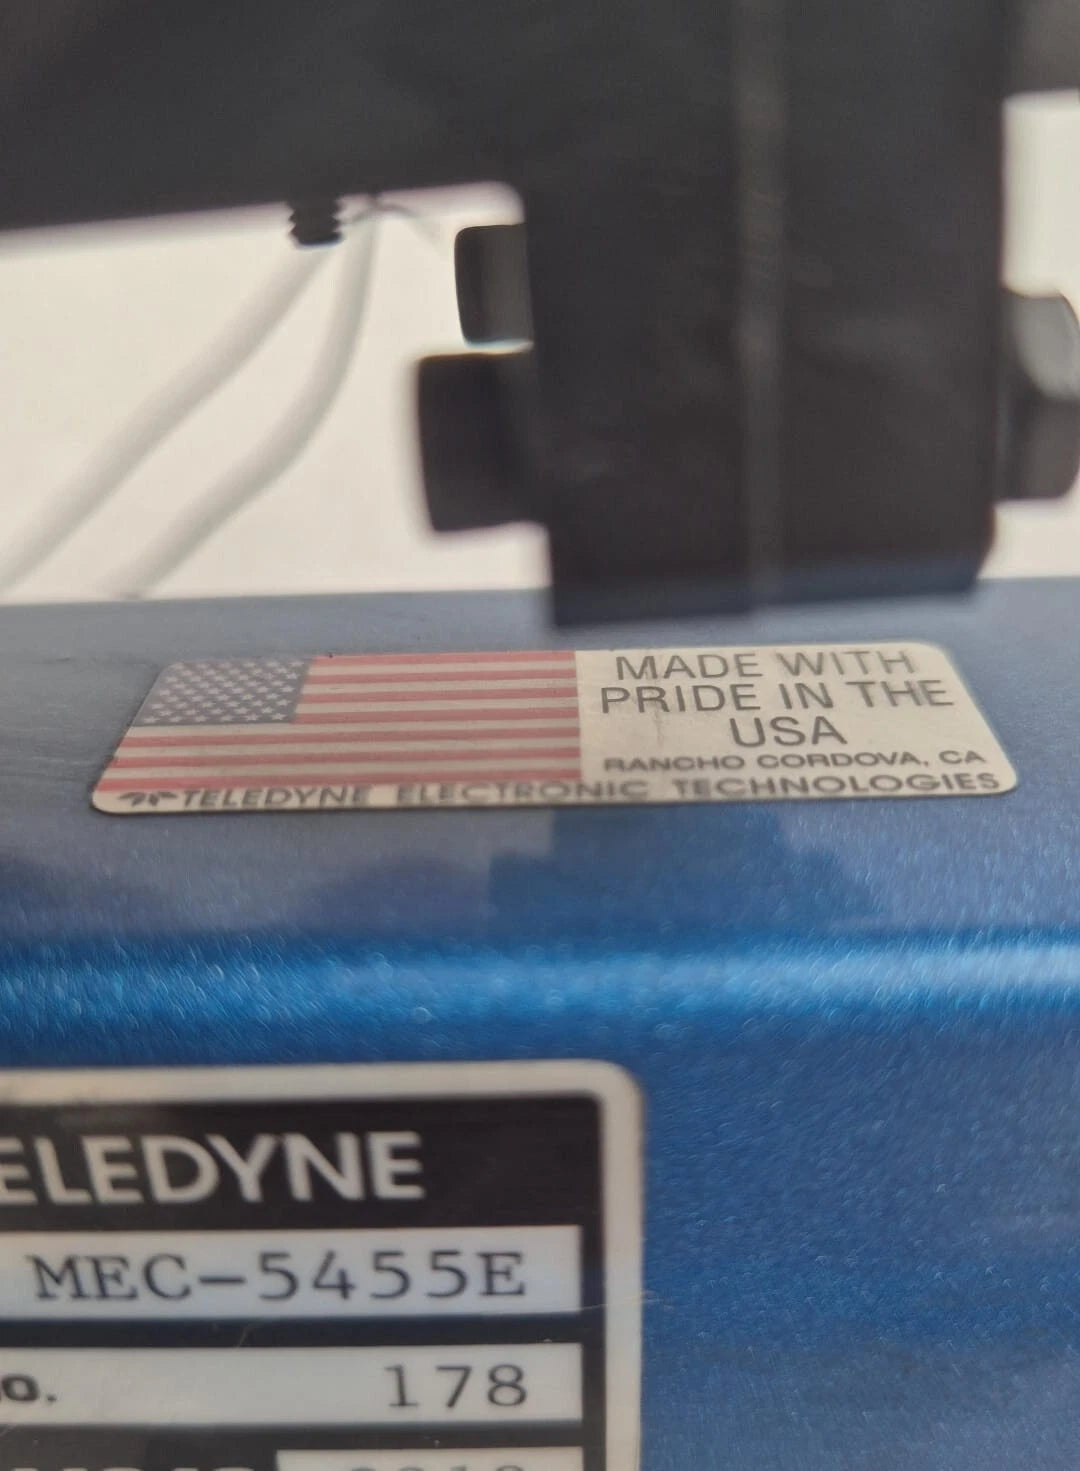 MADE WITH
PRIDE IN THE
USA
RANCHO CORDOVA, CA
TELEDYNE ELECTRONIC TECHNOLOGIES
ELEDYNE
MEC-5455E
o. 178